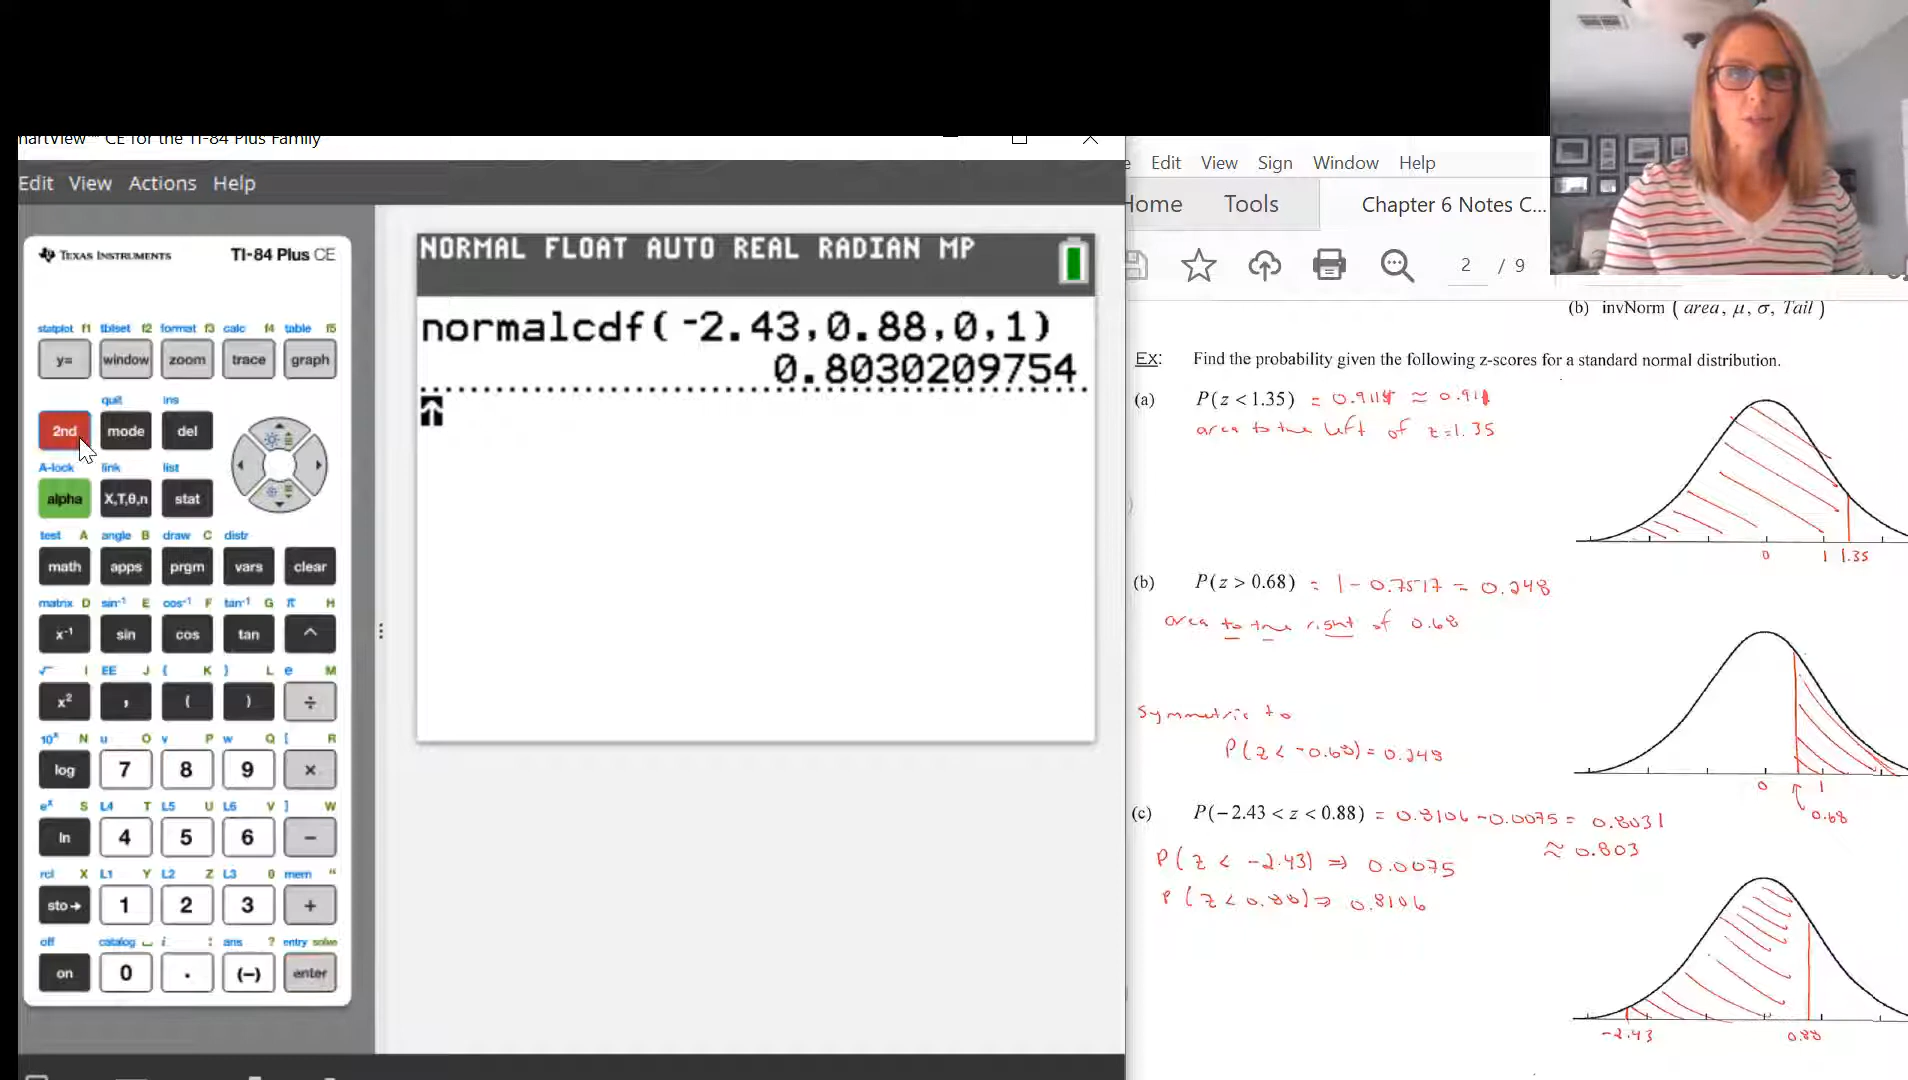 martView™ CE for the TI-84 Plus Family
Edit View Actions Help
TEXAS INSTRUMENTS TI-84 Plus CE
statplot f1 tblset f2 format f3 calc f4 table f5
y= window zoom trace graph
quit ins
2nd mode del
A-lock link list
alpha X,T,θ,n stat
test A angle B draw C distr
math apps prgm vars clear
matrix D sin⁻¹ E cos⁻¹ F tan⁻¹ G π H
x⁻¹ sin cos tan ^
√ I EE J { K } L e M
x² , ( ) ÷
10ˣ N u O v P w Q [ R
log 7 8 9 ×
eˣ S L4 T L5 U L6 V ] W
ln 4 5 6 −
rcl X L1 Y L2 Z L3 θ mem "
sto→ 1 2 3 +
off catalog ⎵ i : ans ? entry solve
on 0 . (−) enter
NORMAL FLOAT AUTO REAL RADIAN MP
normalcdf(-2.43,0.88,0,1)
0.8030209754
Edit View Sign Window Help
Home Tools Chapter 6 Notes C...
2 / 9
(b) invNorm ( area, μ, σ, Tail )
Ex: Find the probability given the following z-scores for a standard normal distribution.
(a) P(z < 1.35) = 0.9115 ≈ 0.911
area to the left of z=1.35
0 1 1.35
(b) P(z > 0.68) = 1 - 0.7517 = 0.248
area to the right of 0.68
Symmetric to
P(z < -0.68) = 0.248
0 1
0.68
(c) P(−2.43 < z < 0.88) = 0.8106 - 0.0075 = 0.8031
≈ 0.803
P(z < -2.43) ⇒ 0.0075
P(z < 0.88) ⇒ 0.8106
-2.43 0.88